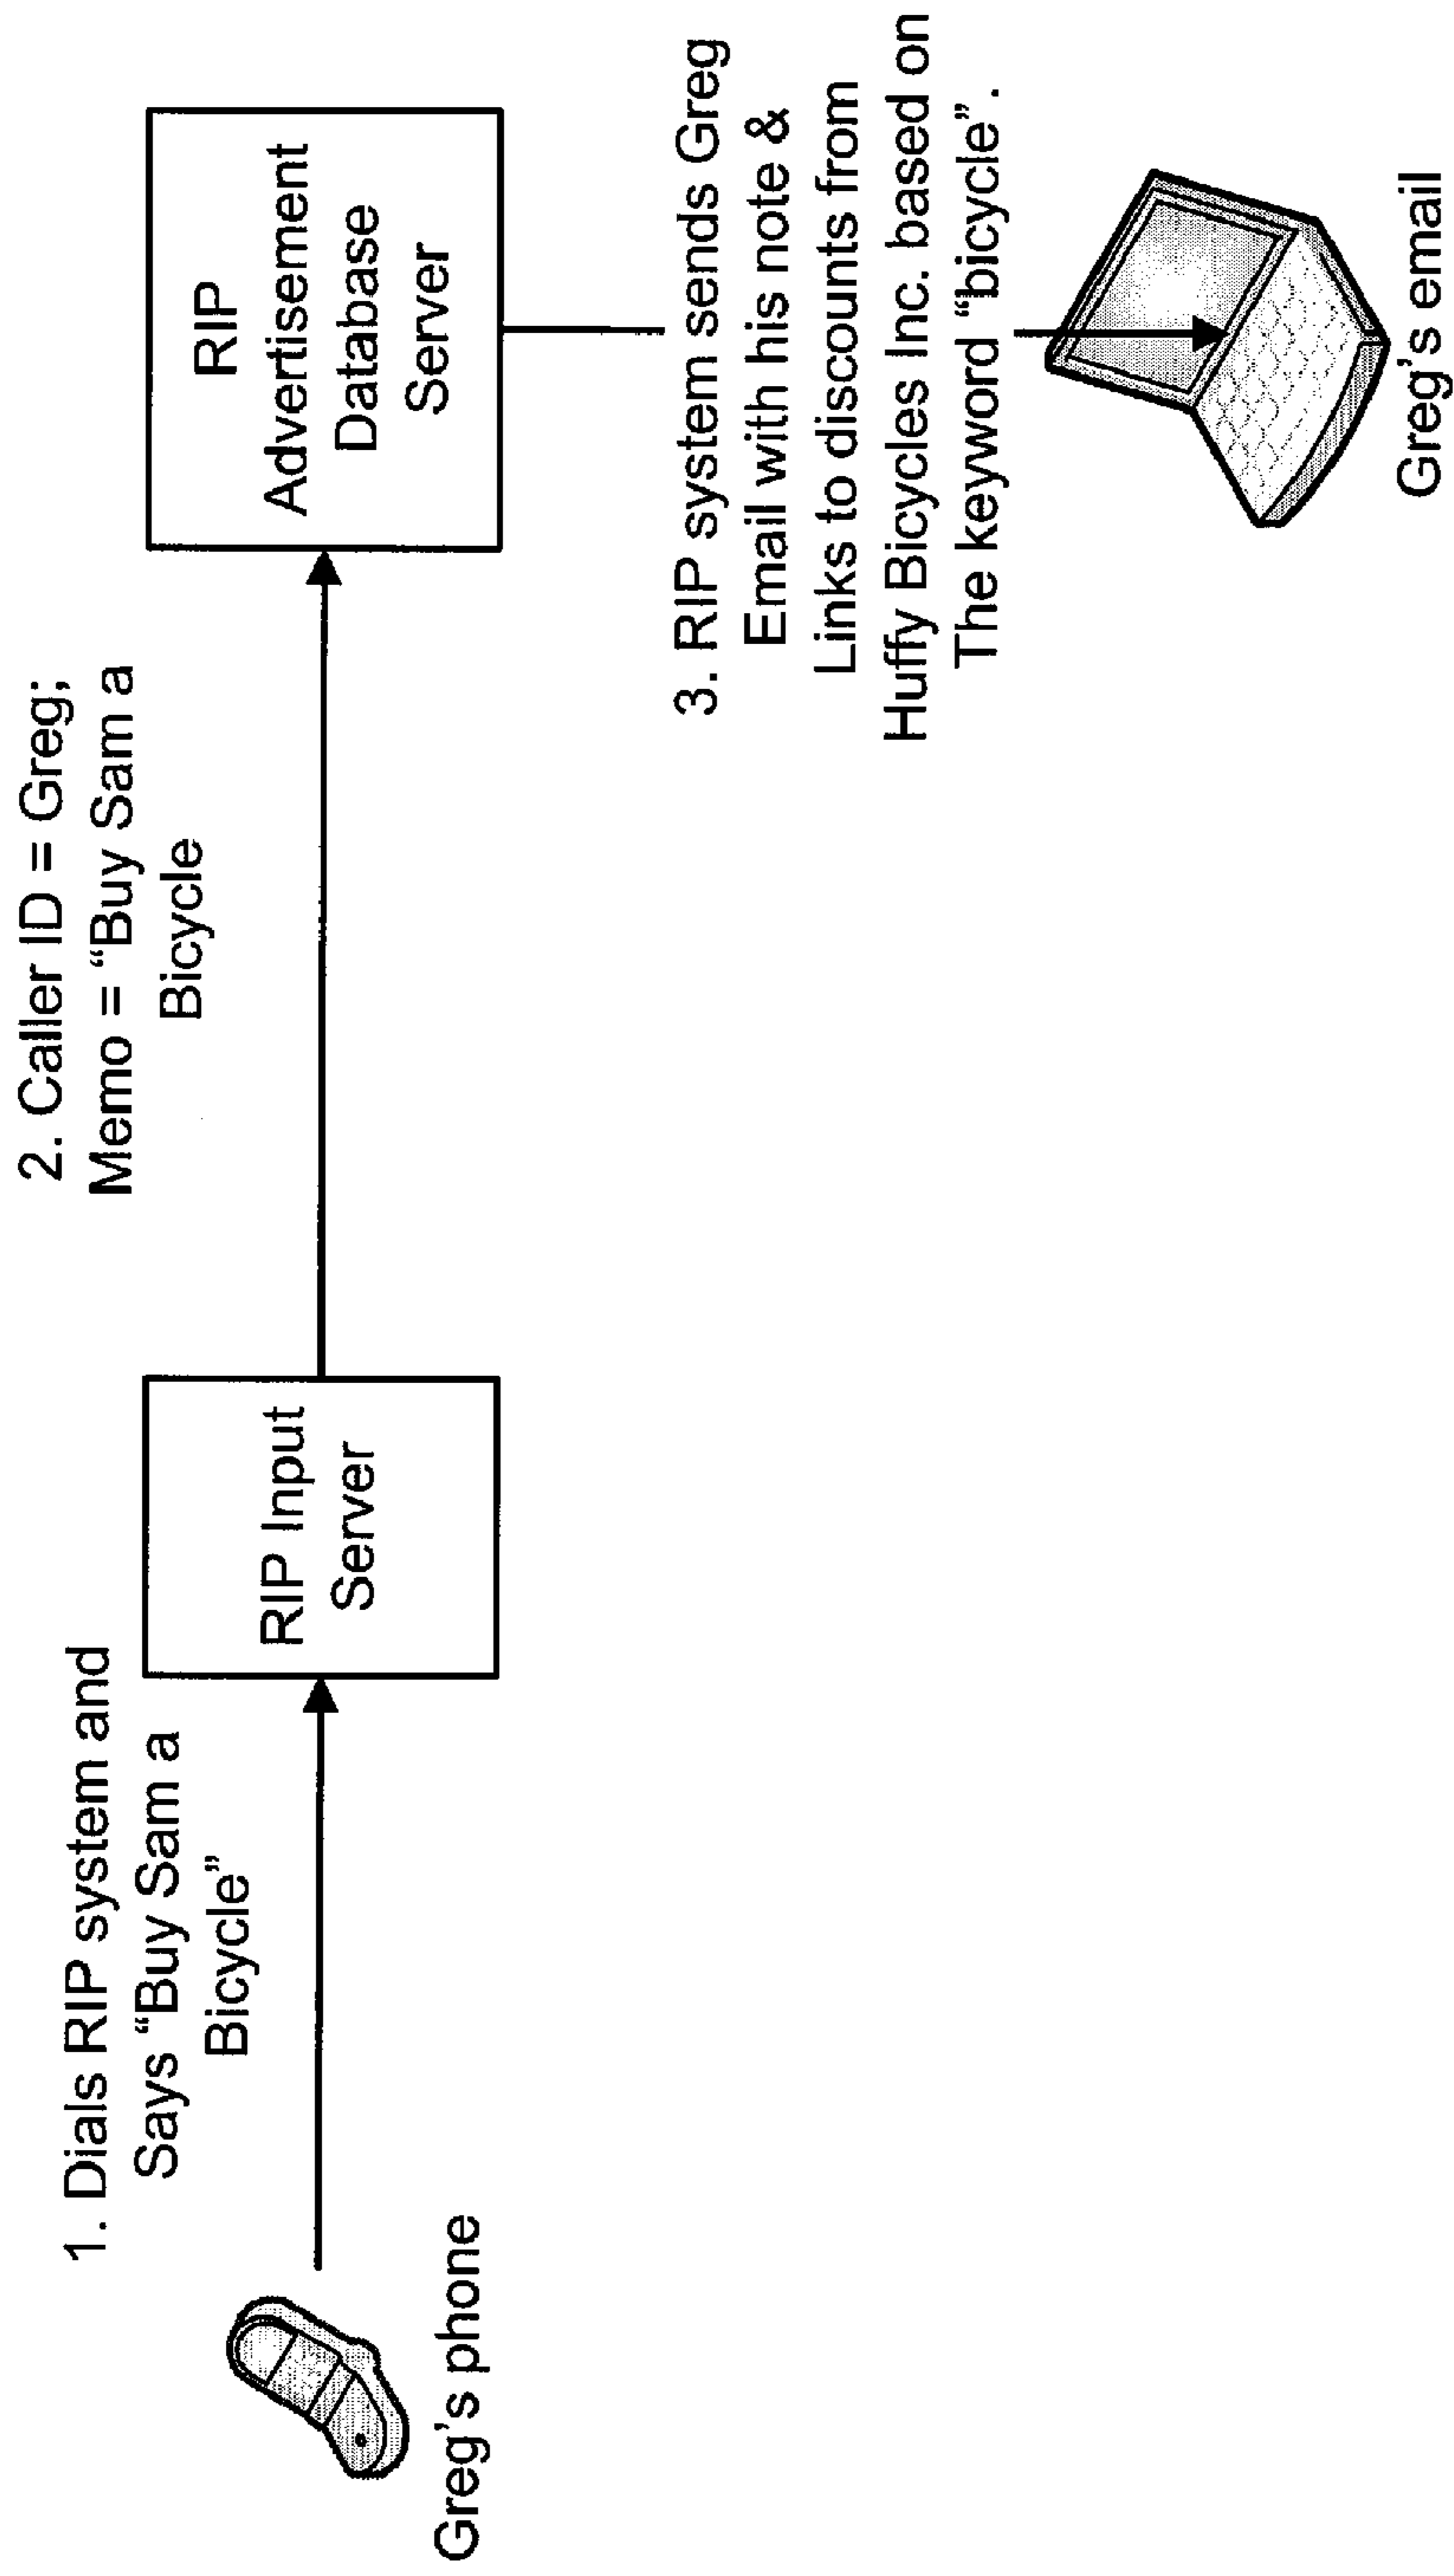 1. Dials RIP system and
Says “Buy Sam a
Bicycle”
Greg’s phone
RIP Input
Server
2. Caller ID = Greg;
Memo = “Buy Sam a
Bicycle
RIP
Advertisement
Database
Server
3. RIP system sends Greg
Email with his note &
Links to discounts from
Huffy Bicycles Inc. based on
The keyword “bicycle”.
Greg’s email